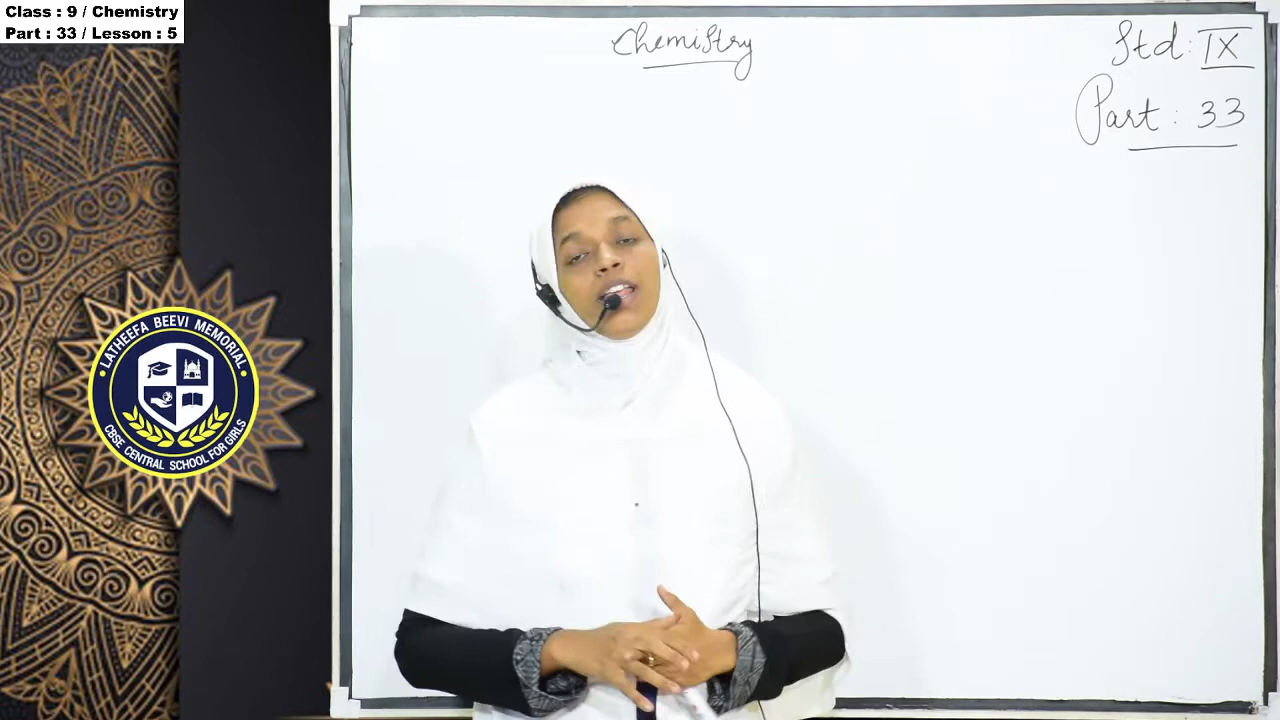 Class : 9 / Chemistry
Part : 33 / Lesson : 5
Chemistry
Std : IX
Part : 33
LATHEEFA BEEVI MEMORIAL
CBSE CENTRAL SCHOOL FOR GIRLS